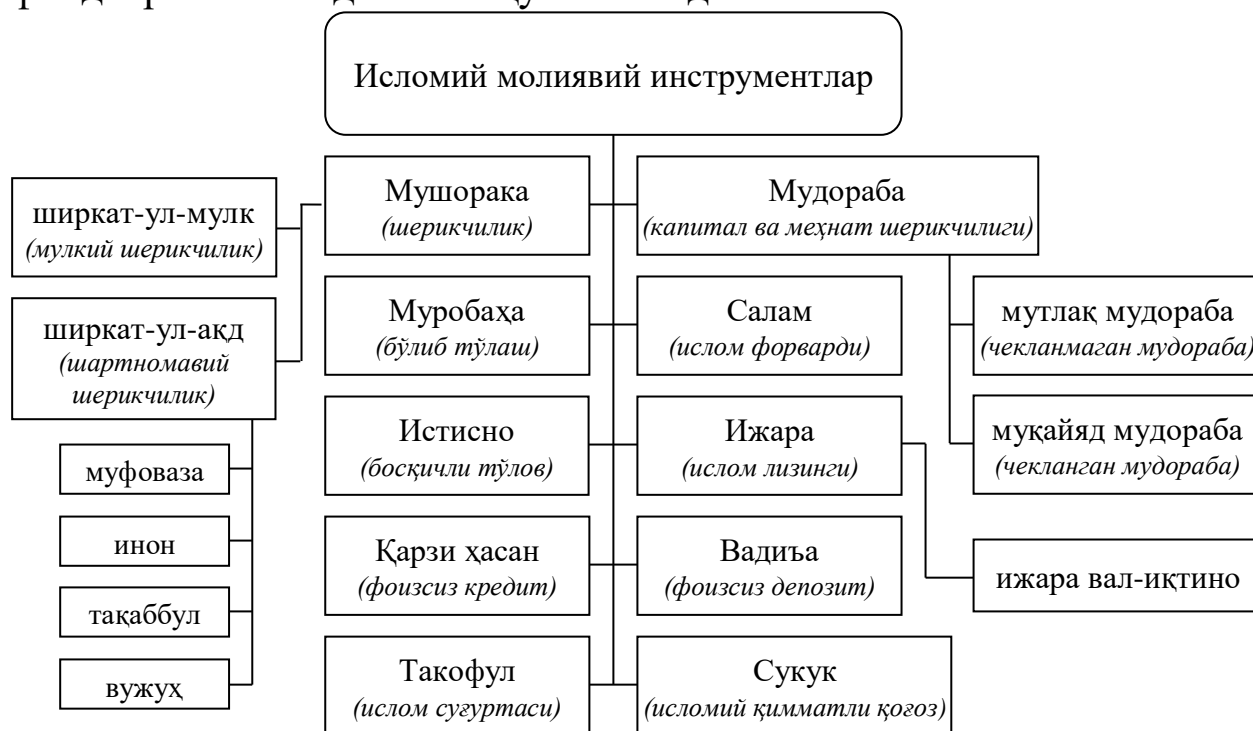 Исломий молиявий инструментлар
Мушорака
(шерикчилик)
Мудораба
(капитал ва меҳнат шерикчилиги)
ширкат-ул-мулк
(мулкий шерикчилик)
ширкат-ул-ақд
(шартномавий
шерикчилик)
муфоваза
инон
тақаббул
вужуҳ
Муробаҳа
(бўлиб тўлаш)
Салам
(ислом форварди)
мутлақ мудораба
(чекланмаган мудораба)
муқайяд мудораба
(чекланган мудораба)
Истисно
(босқичли тўлов)
Ижара
(ислом лизинги)
ижара вал-иқтино
Қарзи ҳасан
(фоизсиз кредит)
Вадиъа
(фоизсиз депозит)
Такофул
(ислом суғуртаси)
Сукук
(исломий қимматли қоғоз)